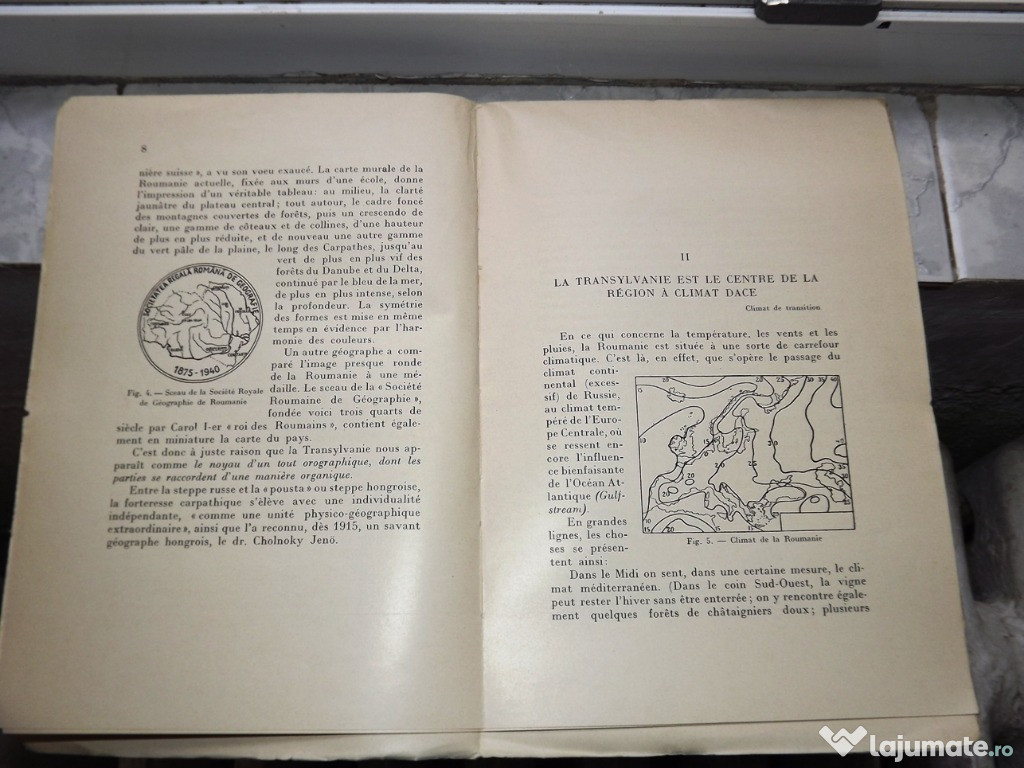 8
nière suisse », a vu son voeu exaucé. La carte murale de la
Roumanie actuelle, fixée aux murs d'une école, donne
l'impression d'un véritable tableau: au milieu, la clarté
jaunâtre du plateau central; tout autour, le cadre foncé
des montagnes couvertes de forêts, puis un crescendo de
clair, une gamme de côteaux et de collines, d'une hauteur
de plus en plus réduite, et de nouveau une autre gamme
du vert pâle de la plaine, le long des Carpathes, jusqu'au
vert de plus en plus vif des
forêts du Danube et du Delta,
continué par le bleu de la mer,
de plus en plus intense, selon
la profondeur. La symétrie
des formes est mise en même
temps en évidence par l'har-
monie des couleurs.
Un autre géographe a com-
paré l'image presque ronde
de la Roumanie à une mé-
daille. Le sceau de la « Société
Roumaine de Géographie »,
fondée voici trois quarts de
siècle par Carol I-er « roi des Roumains », contient égale-
ment en miniature la carte du pays.
C'est donc à juste raison que la Transylvanie nous ap-
paraît comme le noyau d'un tout orographique, dont les
parties se raccordent d'une manière organique.
Entre la steppe russe et la « pousta » ou steppe hongroise,
la forteresse carpathique s'élève avec une individualité
indépendante, « comme une unité physico-géographique
extraordinaire », ainsi que l'a reconnu, dès 1915, un savant
géographe hongrois, le dr. Cholnoky Jenö.
SOCIETATEA REGALĂ ROMÂNĂ DE GEOGRAFIE
1875-1940
Fig. 4. — Sceau de la Société Royale
de Géographie de Roumanie
II
LA TRANSYLVANIE EST LE CENTRE DE LA
RÉGION À CLIMAT DACE
Climat de transition
En ce qui concerne la température, les vents et les
pluies, la Roumanie est située à une sorte de carrefour
climatique. C'est là, en effet, que s'opère le passage du
climat conti-
nental (exces-
sif) de Russie,
au climat tem-
péré de l'Euro-
pe Centrale, où
se ressent en-
core l'influen-
ce bienfaisante
de l'Océan At-
lantique (Gulf-
stream).
En grandes
lignes, les cho-
ses se présen-
tent ainsi:
Fig. 5. — Climat de la Roumanie
Dans le Midi on sent, dans une certaine mesure, le cli-
mat méditerranéen. (Dans le coin Sud-Ouest, la vigne
peut rester l'hiver sans être enterrée; on y rencontre égale-
ment quelques forêts de châtaigniers doux; plusieurs
lajumate.ro